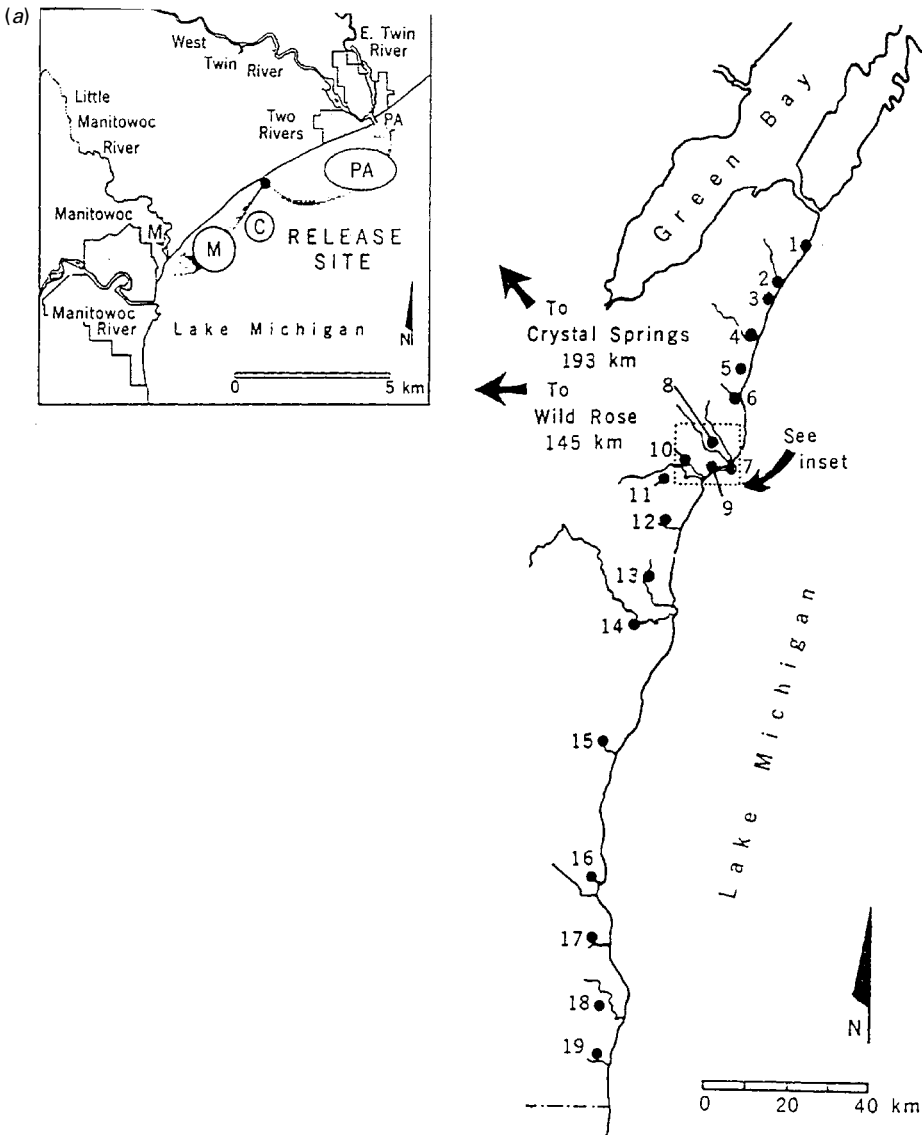 (a)
West
Twin
River
E. Twin
River
Little
Manitowoc
River
Two
Rivers
PA
PA
Manitowoc
M
M
C
RELEASE
SITE
Manitowoc
River
Lake Michigan
N
0 5 km
Green Bay
1
2
3
4
5
6
To
Crystal Springs
193 km
To
Wild Rose
145 km
8
See
inset
10
7
11
9
12
13
14
Lake Michigan
15
16
17
18
19
N
0 20 40
km